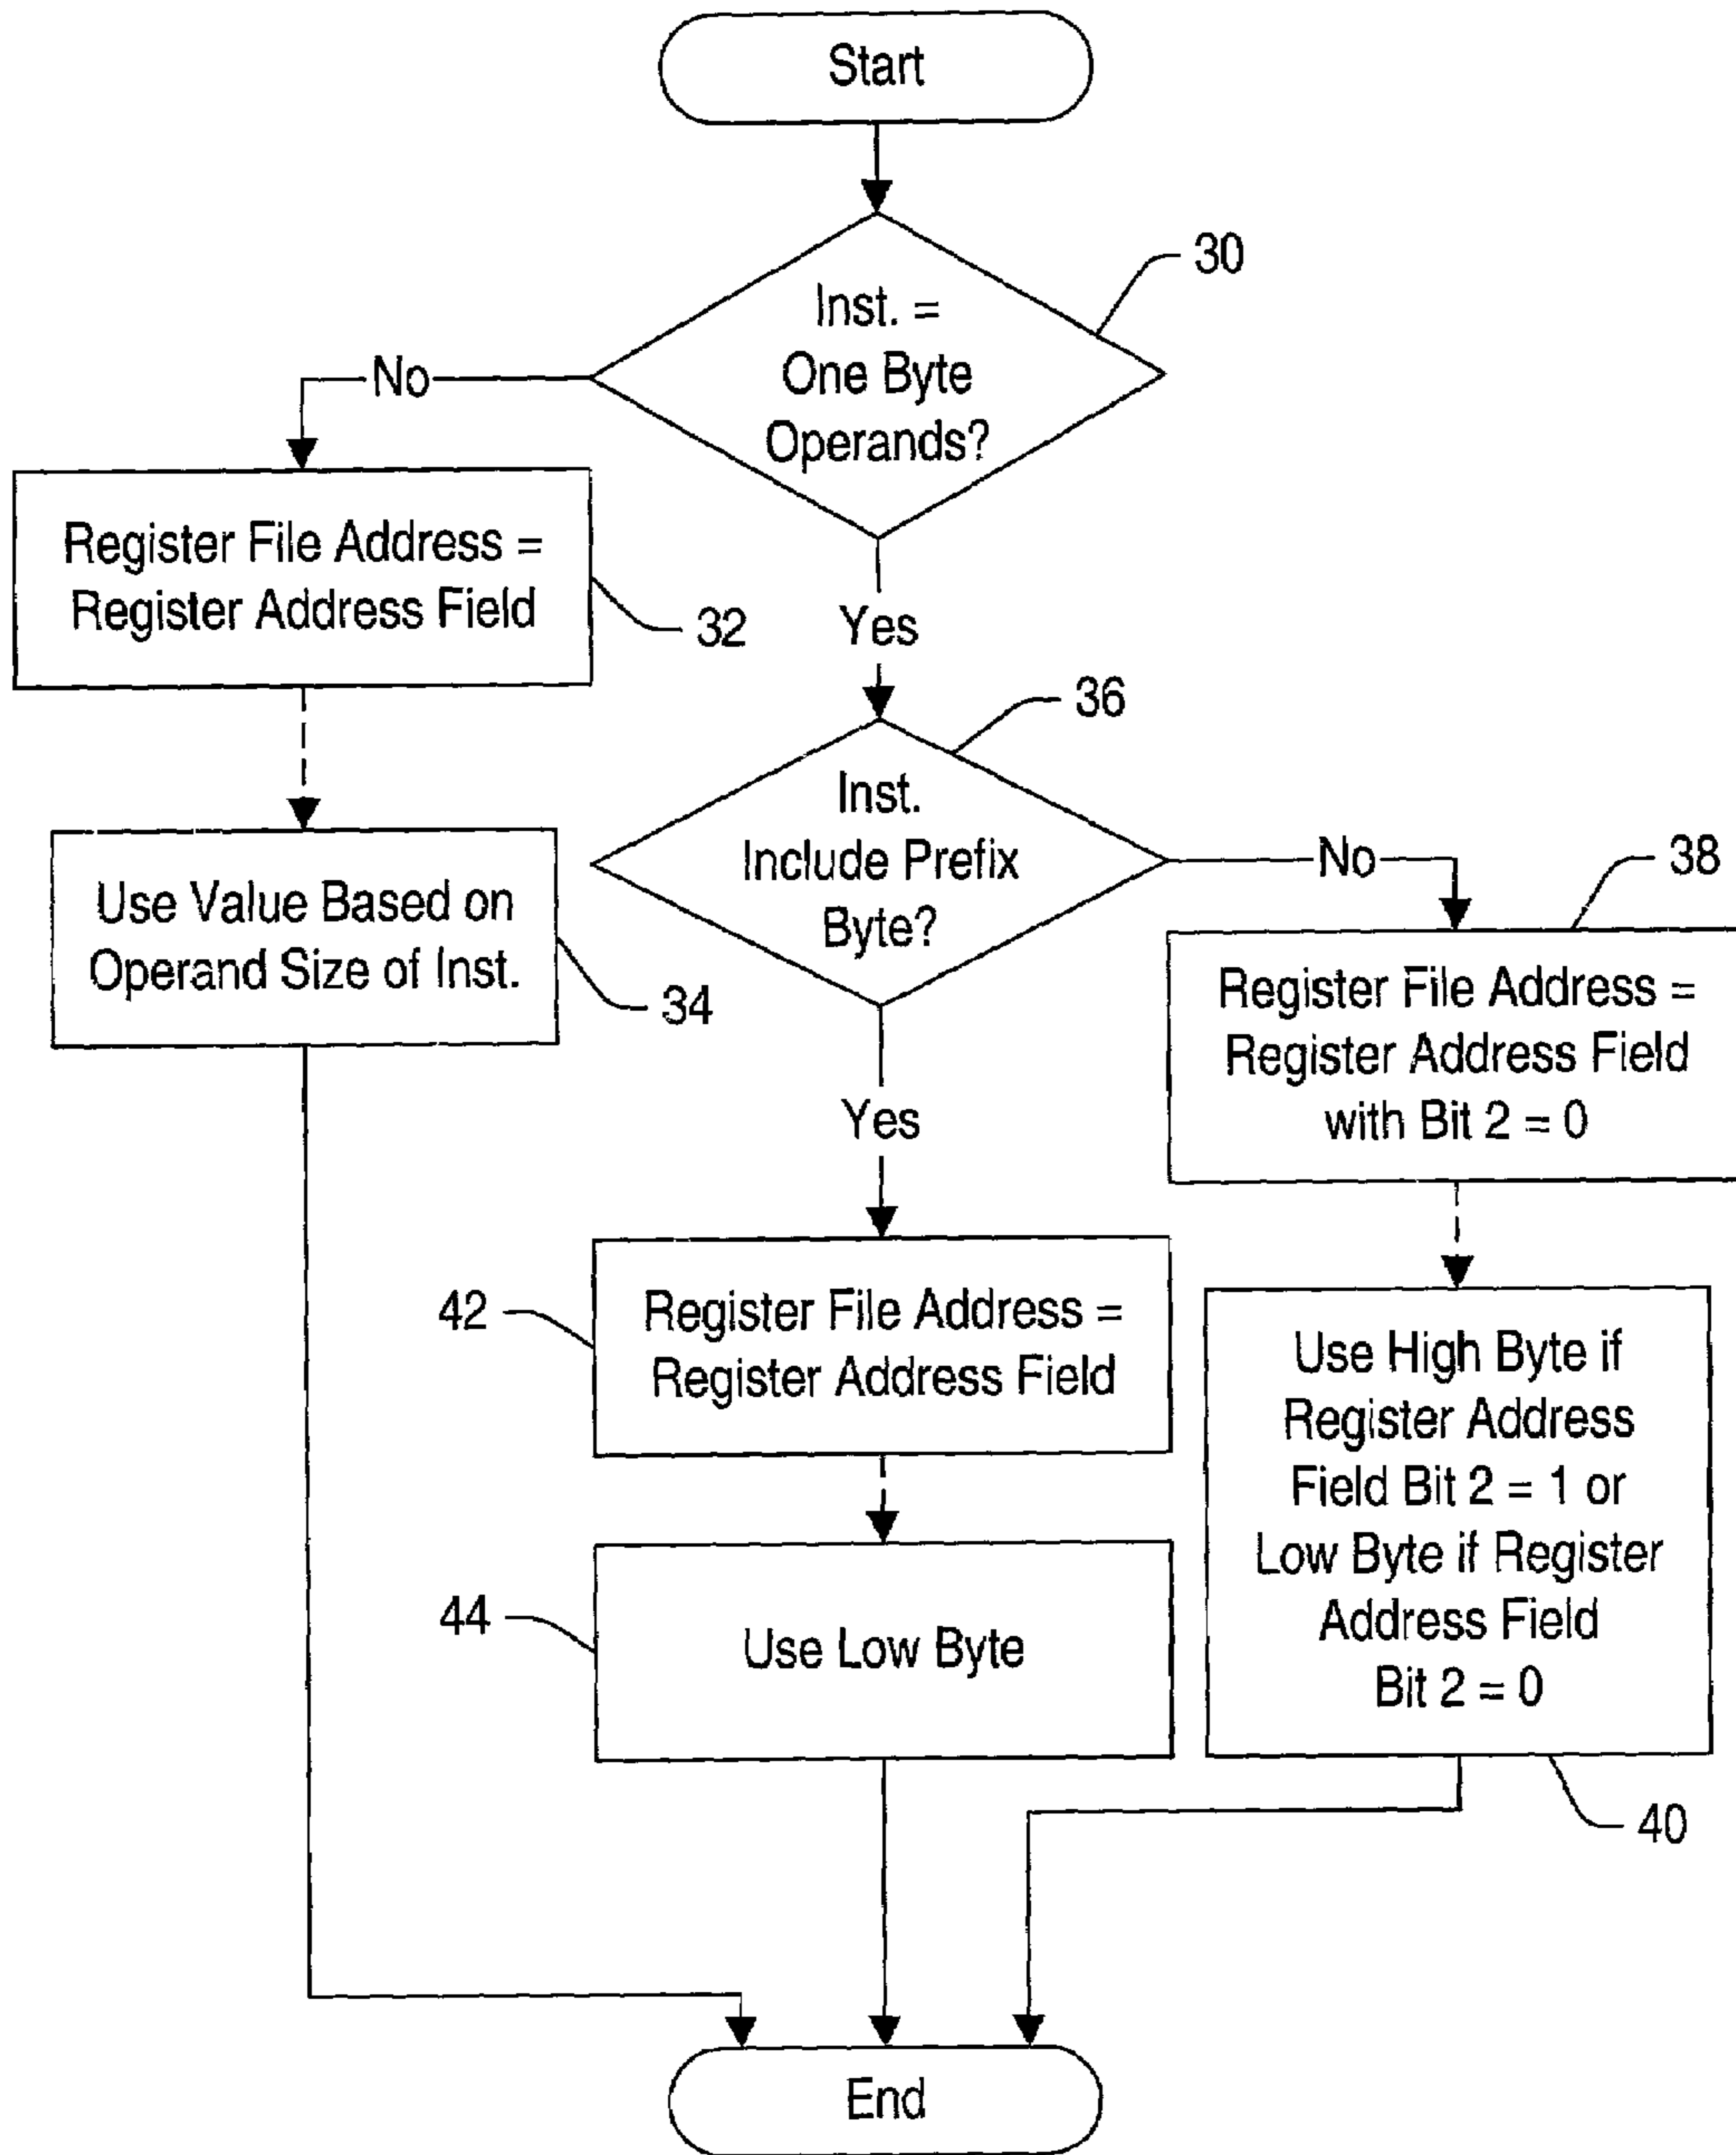 Start
Inst. =
One Byte
Operands?
30
No
Register File Address =
Register Address Field
32
Yes
Use Value Based on
Operand Size of Inst.
34
Inst.
Include Prefix
Byte?
36
No
Register File Address =
Register Address Field
with Bit 2 = 0
38
Yes
Register File Address =
Register Address Field
42
Use High Byte if
Register Address
Field Bit 2 = 1 or
Low Byte if Register
Address Field
Bit 2 = 0
40
Use Low Byte
44
End